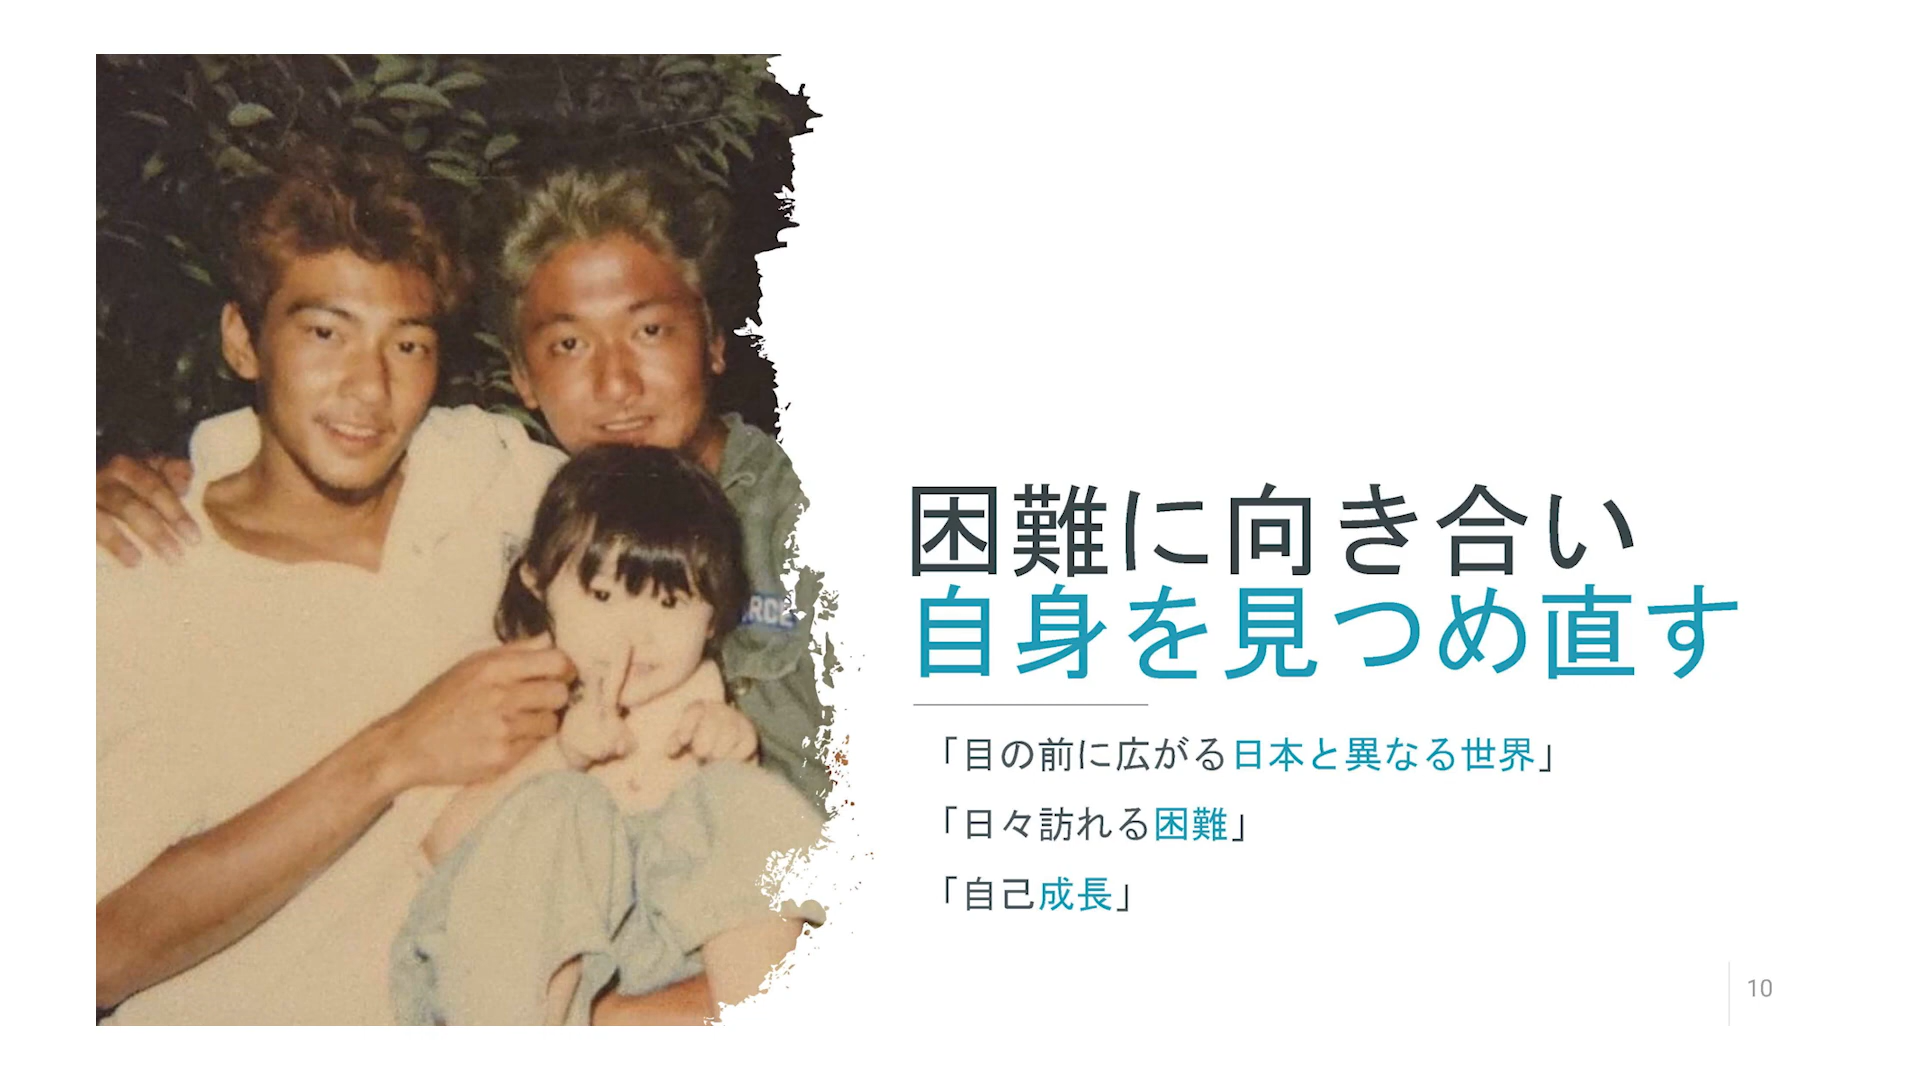 困難に向き合い
自身を見つめ直す
「目の前に広がる日本と異なる世界」
「日々訪れる困難」
「自己成長」
10